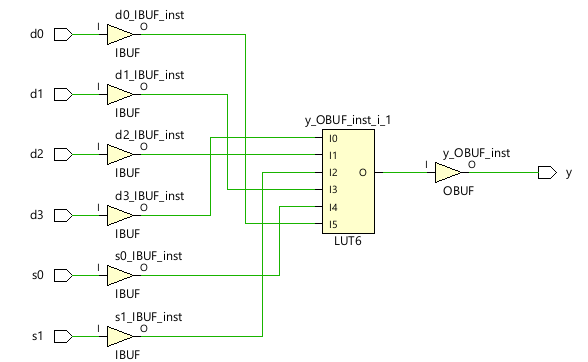 d0_IBUF_inst
d0 I O
IBUF
d1_IBUF_inst
d1 I O
IBUF
y_OBUF_inst_i_1
d2_IBUF_inst
I0
d2 I O
I1
y_OBUF_inst
IBUF
I2 O
I O y
I3
OBUF
d3_IBUF_inst
I4
d3 I O
I5
IBUF
LUT6
s0_IBUF_inst
s0 I O
IBUF
s1_IBUF_inst
s1 I O
IBUF